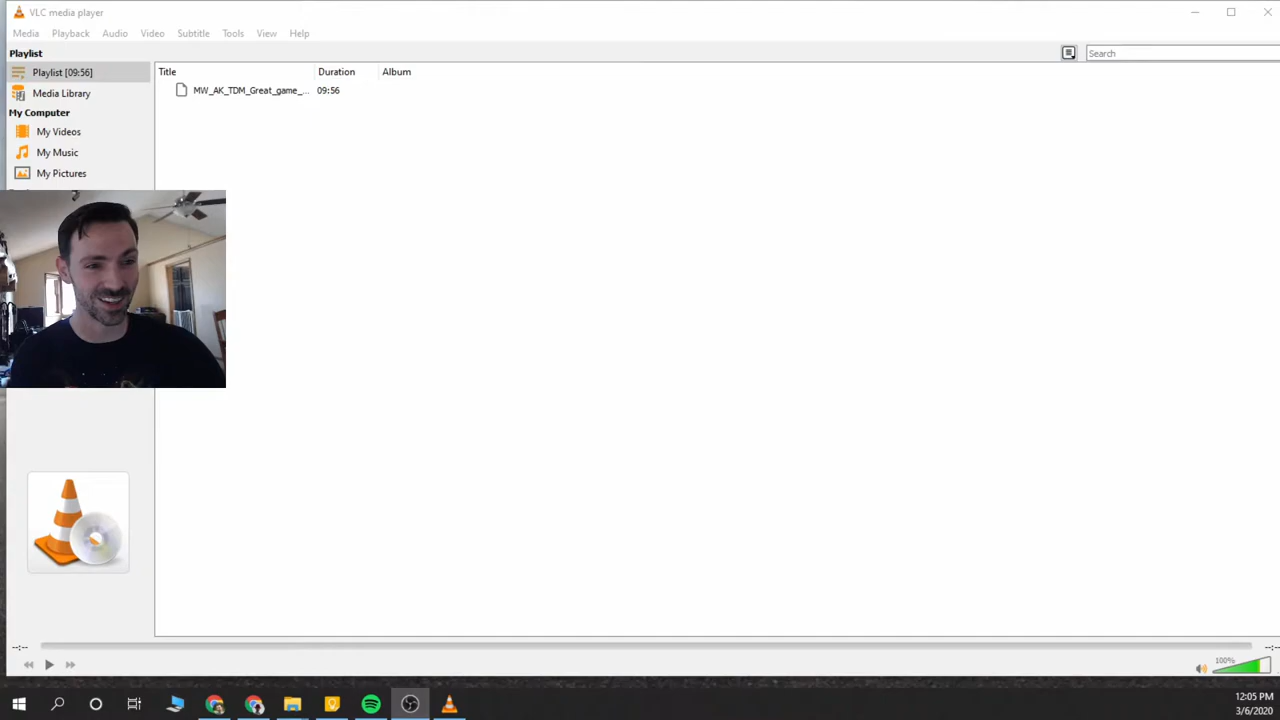 VLC media player
Media Playback Audio Video Subtitle Tools View Help
Playlist
Search
Playlist [09:56]
Title Duration Album
MW_AK_TDM_Great_game_... 09:56
Media Library
My Computer
My Videos
My Music
My Pictures
--:--
--:--
100%
12:05 PM
3/6/2020